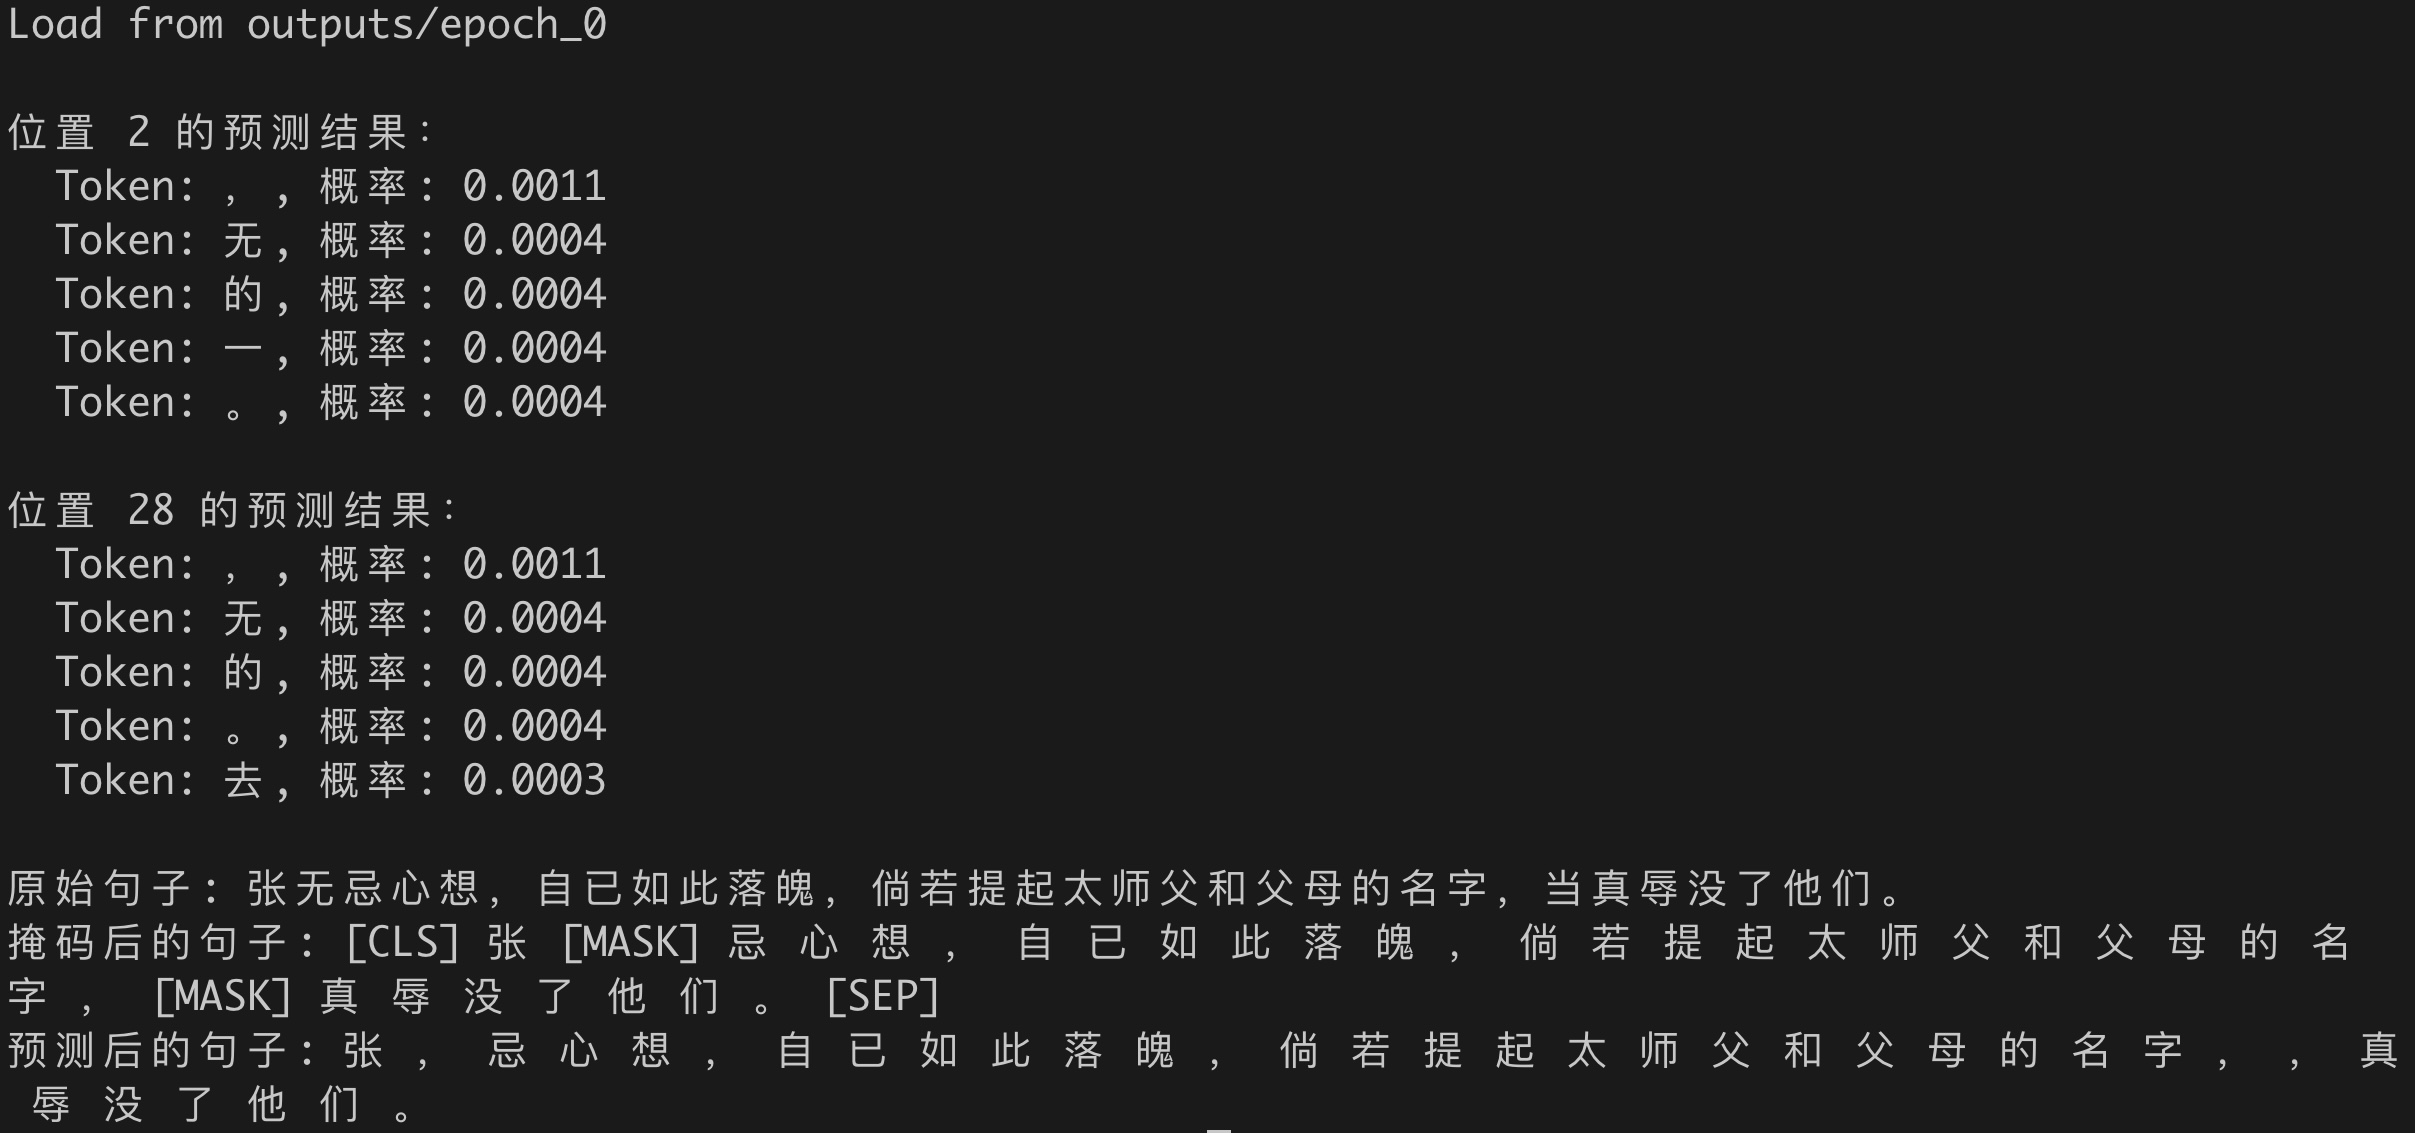 Load from outputs/epoch_0
位置 2 的预测结果：
Token: ，, 概率: 0.0011
Token: 无, 概率: 0.0004
Token: 的, 概率: 0.0004
Token: 一, 概率: 0.0004
Token: 。, 概率: 0.0004
位置 28 的预测结果：
Token: ，, 概率: 0.0011
Token: 无, 概率: 0.0004
Token: 的, 概率: 0.0004
Token: 。, 概率: 0.0004
Token: 去, 概率: 0.0003
原始句子: 张无忌心想，自已如此落魄，倘若提起太师父和父母的名字，当真辱没了他们。
掩码后的句子: [CLS] 张 [MASK] 忌 心 想 ， 自 已 如 此 落 魄 ， 倘 若 提 起 太 师 父 和 父 母 的 名
字 ， [MASK] 真 辱 没 了 他 们 。 [SEP]
预测后的句子: 张 ， 忌 心 想 ， 自 已 如 此 落 魄 ， 倘 若 提 起 太 师 父 和 父 母 的 名 字 ， ， 真
辱 没 了 他 们 。